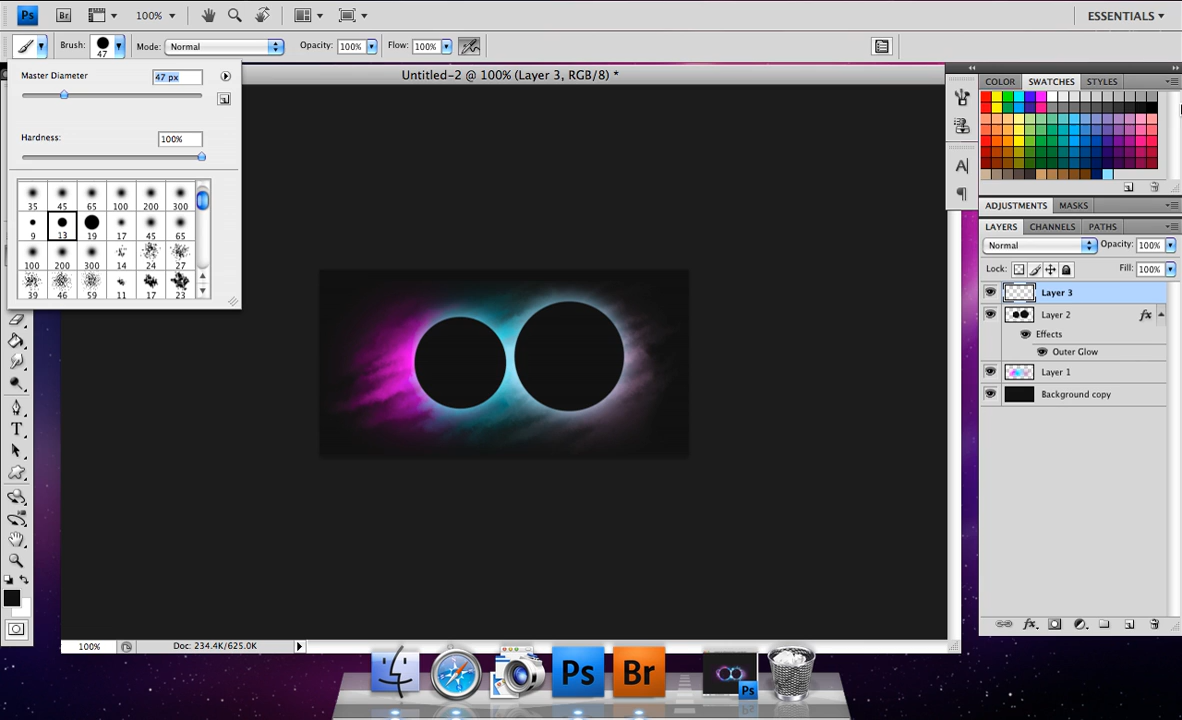 Ps Br 100% ESSENTIALS
Brush: 47 Mode: Normal Opacity: 100% Flow: 100%
Master Diameter 47 px
Hardness: 100%
35 45 65 100 200 300
9 13 19 17 45 65
100 200 300 14 24 27
39 46 59 11 17 23
T
Untitled-2 @ 100% (Layer 3, RGB/8) *
100% Doc: 234.4K/625.0K
A
¶
COLOR SWATCHES STYLES
ADJUSTMENTS MASKS
LAYERS CHANNELS PATHS
Normal Opacity: 100%
Lock: Fill: 100%
Layer 3
Layer 2 fx
Effects
Outer Glow
Layer 1
Background copy
fx
Ps Br Ps